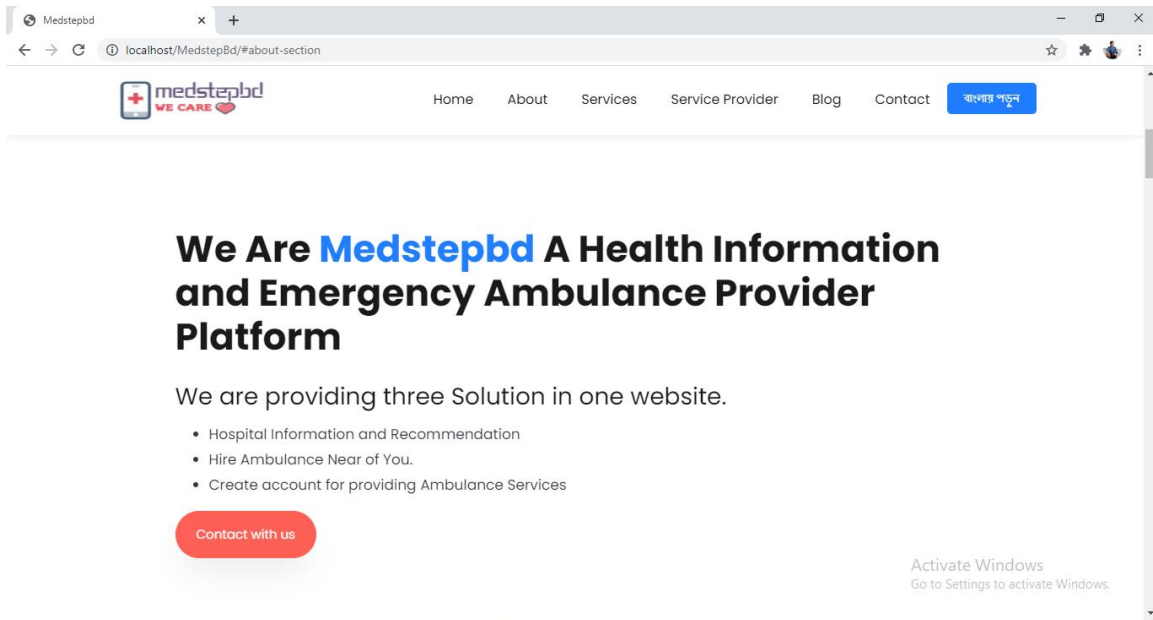 Medstepbd
localhost/MedstepBd/#about-section
medstepbd
WE CARE
Home About Services Service Provider Blog Contact বাংলায় পড়ুন
We Are Medstepbd A Health Information
and Emergency Ambulance Provider
Platform
We are providing three Solution in one website.
Hospital Information and Recommendation
Hire Ambulance Near of You.
Create account for providing Ambulance Services
Contact with us
Activate Windows
Go to Settings to activate Windows.